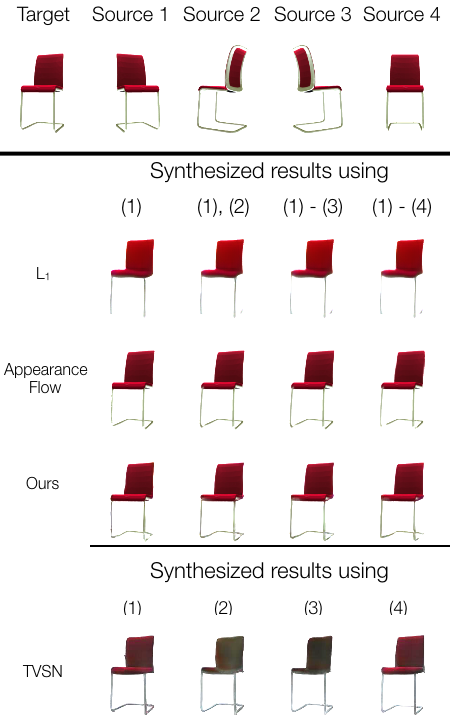 Target Source 1 Source 2 Source 3 Source 4
Synthesized results using
(1) (1), (2) (1) - (3) (1) - (4)
L1
Appearance
Flow
Ours
Synthesized results using
(1) (2) (3) (4)
TVSN